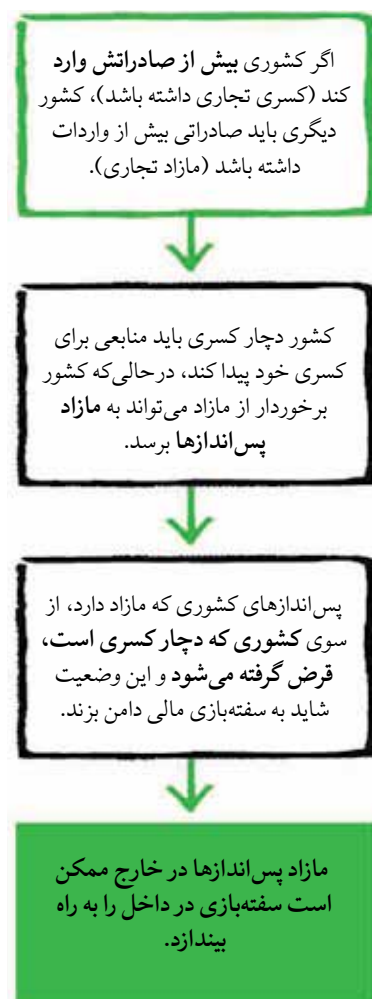 اگر کشوری بیش از صادراتش وارد
کند (کسری تجاری داشته باشد)، کشور
دیگری باید صادراتی بیش از واردات
داشته باشد (مازاد تجاری).
کشور دچار کسری باید منابعی برای
کسری خود پیدا کند، درحالی‌که کشور
برخوردار از مازاد می‌تواند به مازاد
پس‌اندازها برسد.
پس‌اندازهای کشوری که مازاد دارد، از
سوی کشوری که دچار کسری است،
قرض گرفته می‌شود و این وضعیت
شاید به سفته‌بازی مالی دامن بزند.
مازاد پس‌اندازها در خارج ممکن
است سفته‌بازی در داخل را به راه
بیندازد.